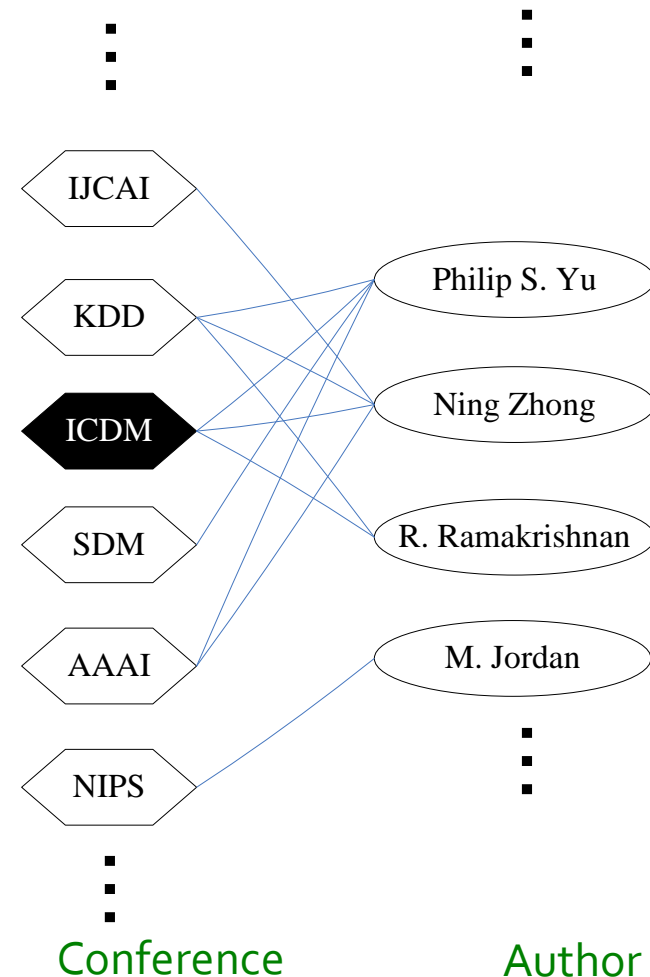 IJCAI
KDD
ICDM
SDM
AAAI
NIPS
Philip S. Yu
Ning Zhong
R. Ramakrishnan
M. Jordan
Conference
Author